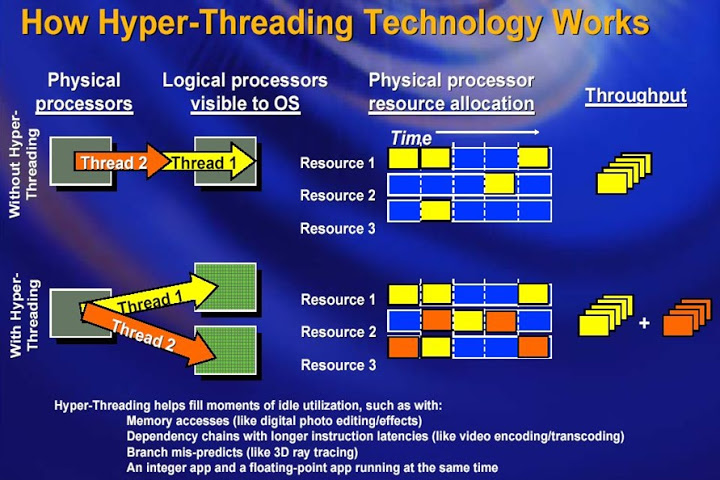 How Hyper-Threading Technology Works
Physical
processors
Logical processors
visible to OS
Physical processor
resource allocation
Throughput
Without Hyper-
Threading
Thread 2
Thread 1
Time
Resource 1
Resource 2
Resource 3
With Hyper-
Threading
Thread 1
Thread 2
Resource 1
Resource 2
Resource 3
+
Hyper-Threading helps fill moments of idle utilization, such as with:
Memory accesses (like digital photo editing/effects)
Dependency chains with longer instruction latencies (like video encoding/transcoding)
Branch mis-predicts (like 3D ray tracing)
An integer app and a floating-point app running at the same time